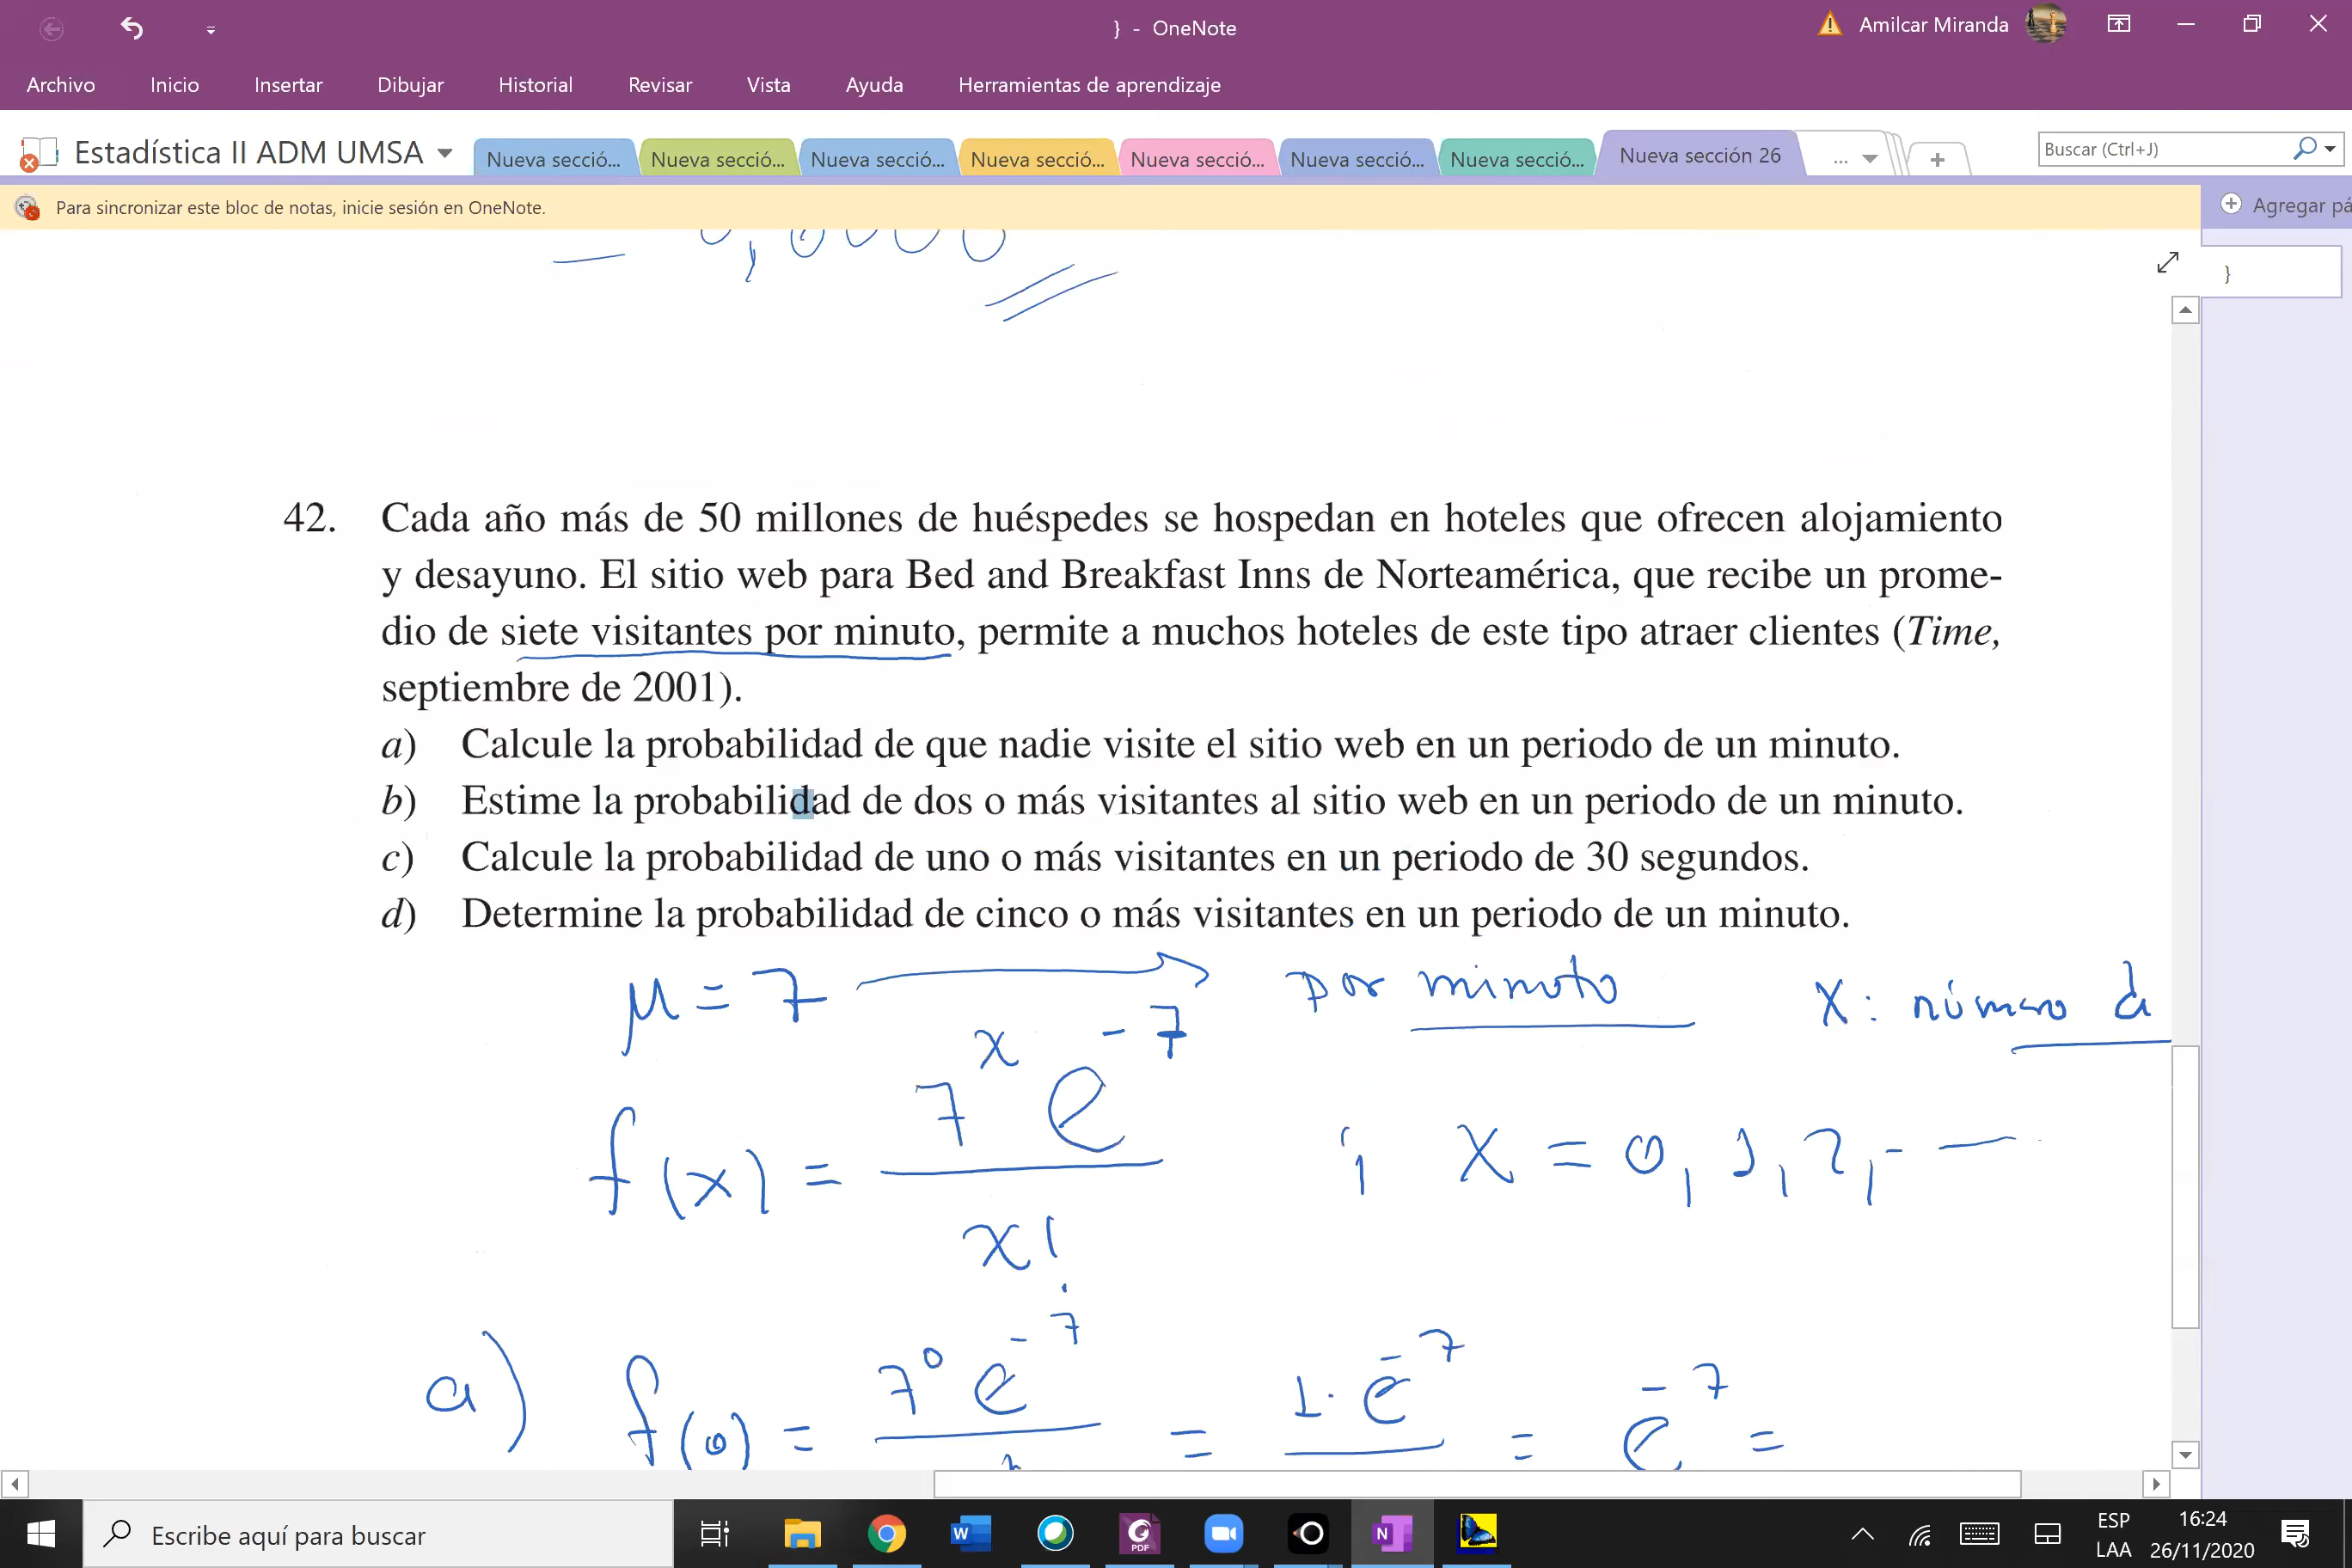 } - OneNote
Amilcar Miranda
Archivo Inicio Insertar Dibujar Historial Revisar Vista Ayuda Herramientas de aprendizaje
Estadística II ADM UMSA
Nueva secció... Nueva secció... Nueva secció... Nueva secció... Nueva secció... Nueva secció... Nueva secció... Nueva sección 26 ... +
Buscar (Ctrl+J)
Para sincronizar este bloc de notas, inicie sesión en OneNote.
Agregar pá
}
42. Cada año más de 50 millones de huéspedes se hospedan en hoteles que ofrecen alojamiento
y desayuno. El sitio web para Bed and Breakfast Inns de Norteamérica, que recibe un prome-
dio de siete visitantes por minuto, permite a muchos hoteles de este tipo atraer clientes (Time,
septiembre de 2001).
a) Calcule la probabilidad de que nadie visite el sitio web en un periodo de un minuto.
b) Estime la probabilidad de dos o más visitantes al sitio web en un periodo de un minuto.
c) Calcule la probabilidad de uno o más visitantes en un periodo de 30 segundos.
d) Determine la probabilidad de cinco o más visitantes en un periodo de un minuto.
μ = 7 → por minuto x: número de
f(x) = 7^x e^-7 / x! ; x = 0, 1, 2, - —
a) f(0) = 7^0 e^-7 = 1·e^-7 = e^-7 =
Escribe aquí para buscar
ESP
LAA
16:24
26/11/2020